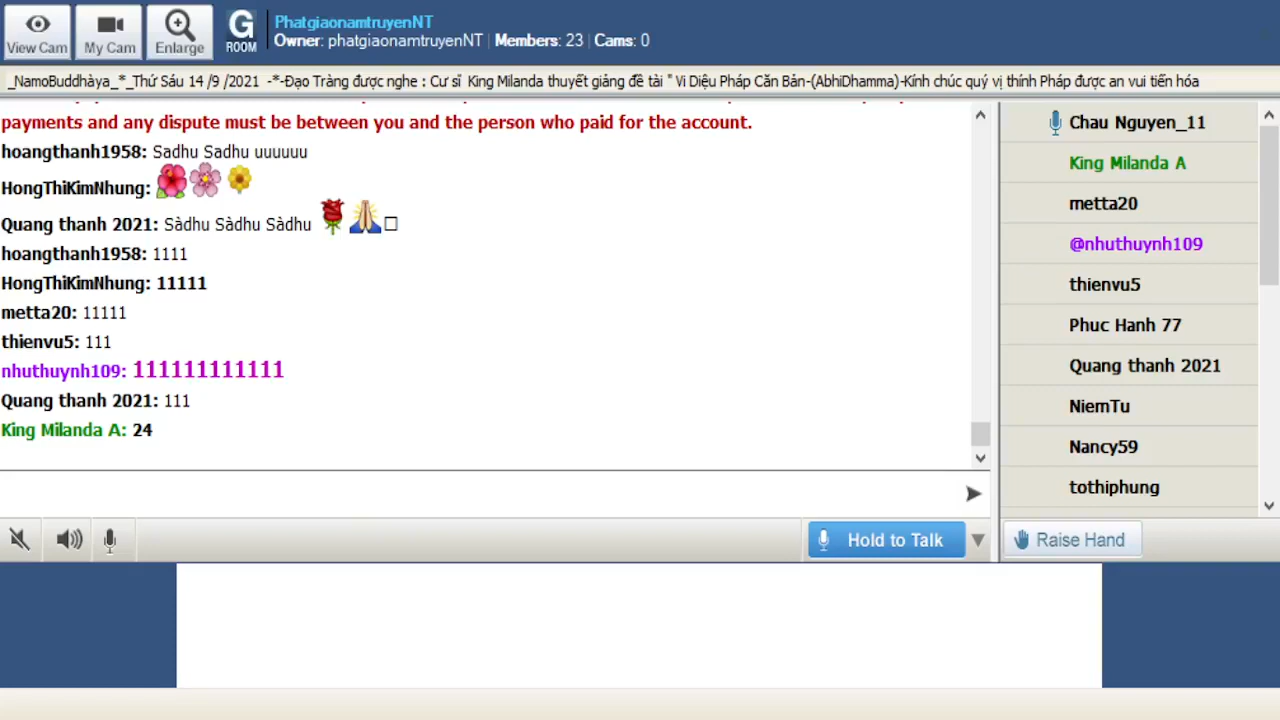 View Cam
My Cam
Enlarge
G
ROOM
PhatgiaonamtruyenNT
Owner: phatgiaonamtruyenNT | Members: 23 | Cams: 0
_NamoBuddhàya_*_Thứ Sáu 14 /9 /2021 -*-Đạo Tràng được nghe : Cư sĩ King Milanda thuyết giảng đề tài " Vi Diệu Pháp Căn Bản-(AbhiDhamma)-Kính chúc quý vị thính Pháp được an vui tiến hóa
payments and any dispute must be between you and the person who paid for the account.
hoangthanh1958: Sadhu Sadhu uuuuuu
HongThiKimNhung:
Quang thanh 2021: Sàdhu Sàdhu Sàdhu
hoangthanh1958: 1111
HongThiKimNhung: 11111
metta20: 11111
thienvu5: 111
nhuthuynh109: 111111111111
Quang thanh 2021: 111
King Milanda A: 24
Chau Nguyen_11
King Milanda A
metta20
@nhuthuynh109
thienvu5
Phuc Hanh 77
Quang thanh 2021
NiemTu
Nancy59
tothiphung
Hold to Talk
Raise Hand